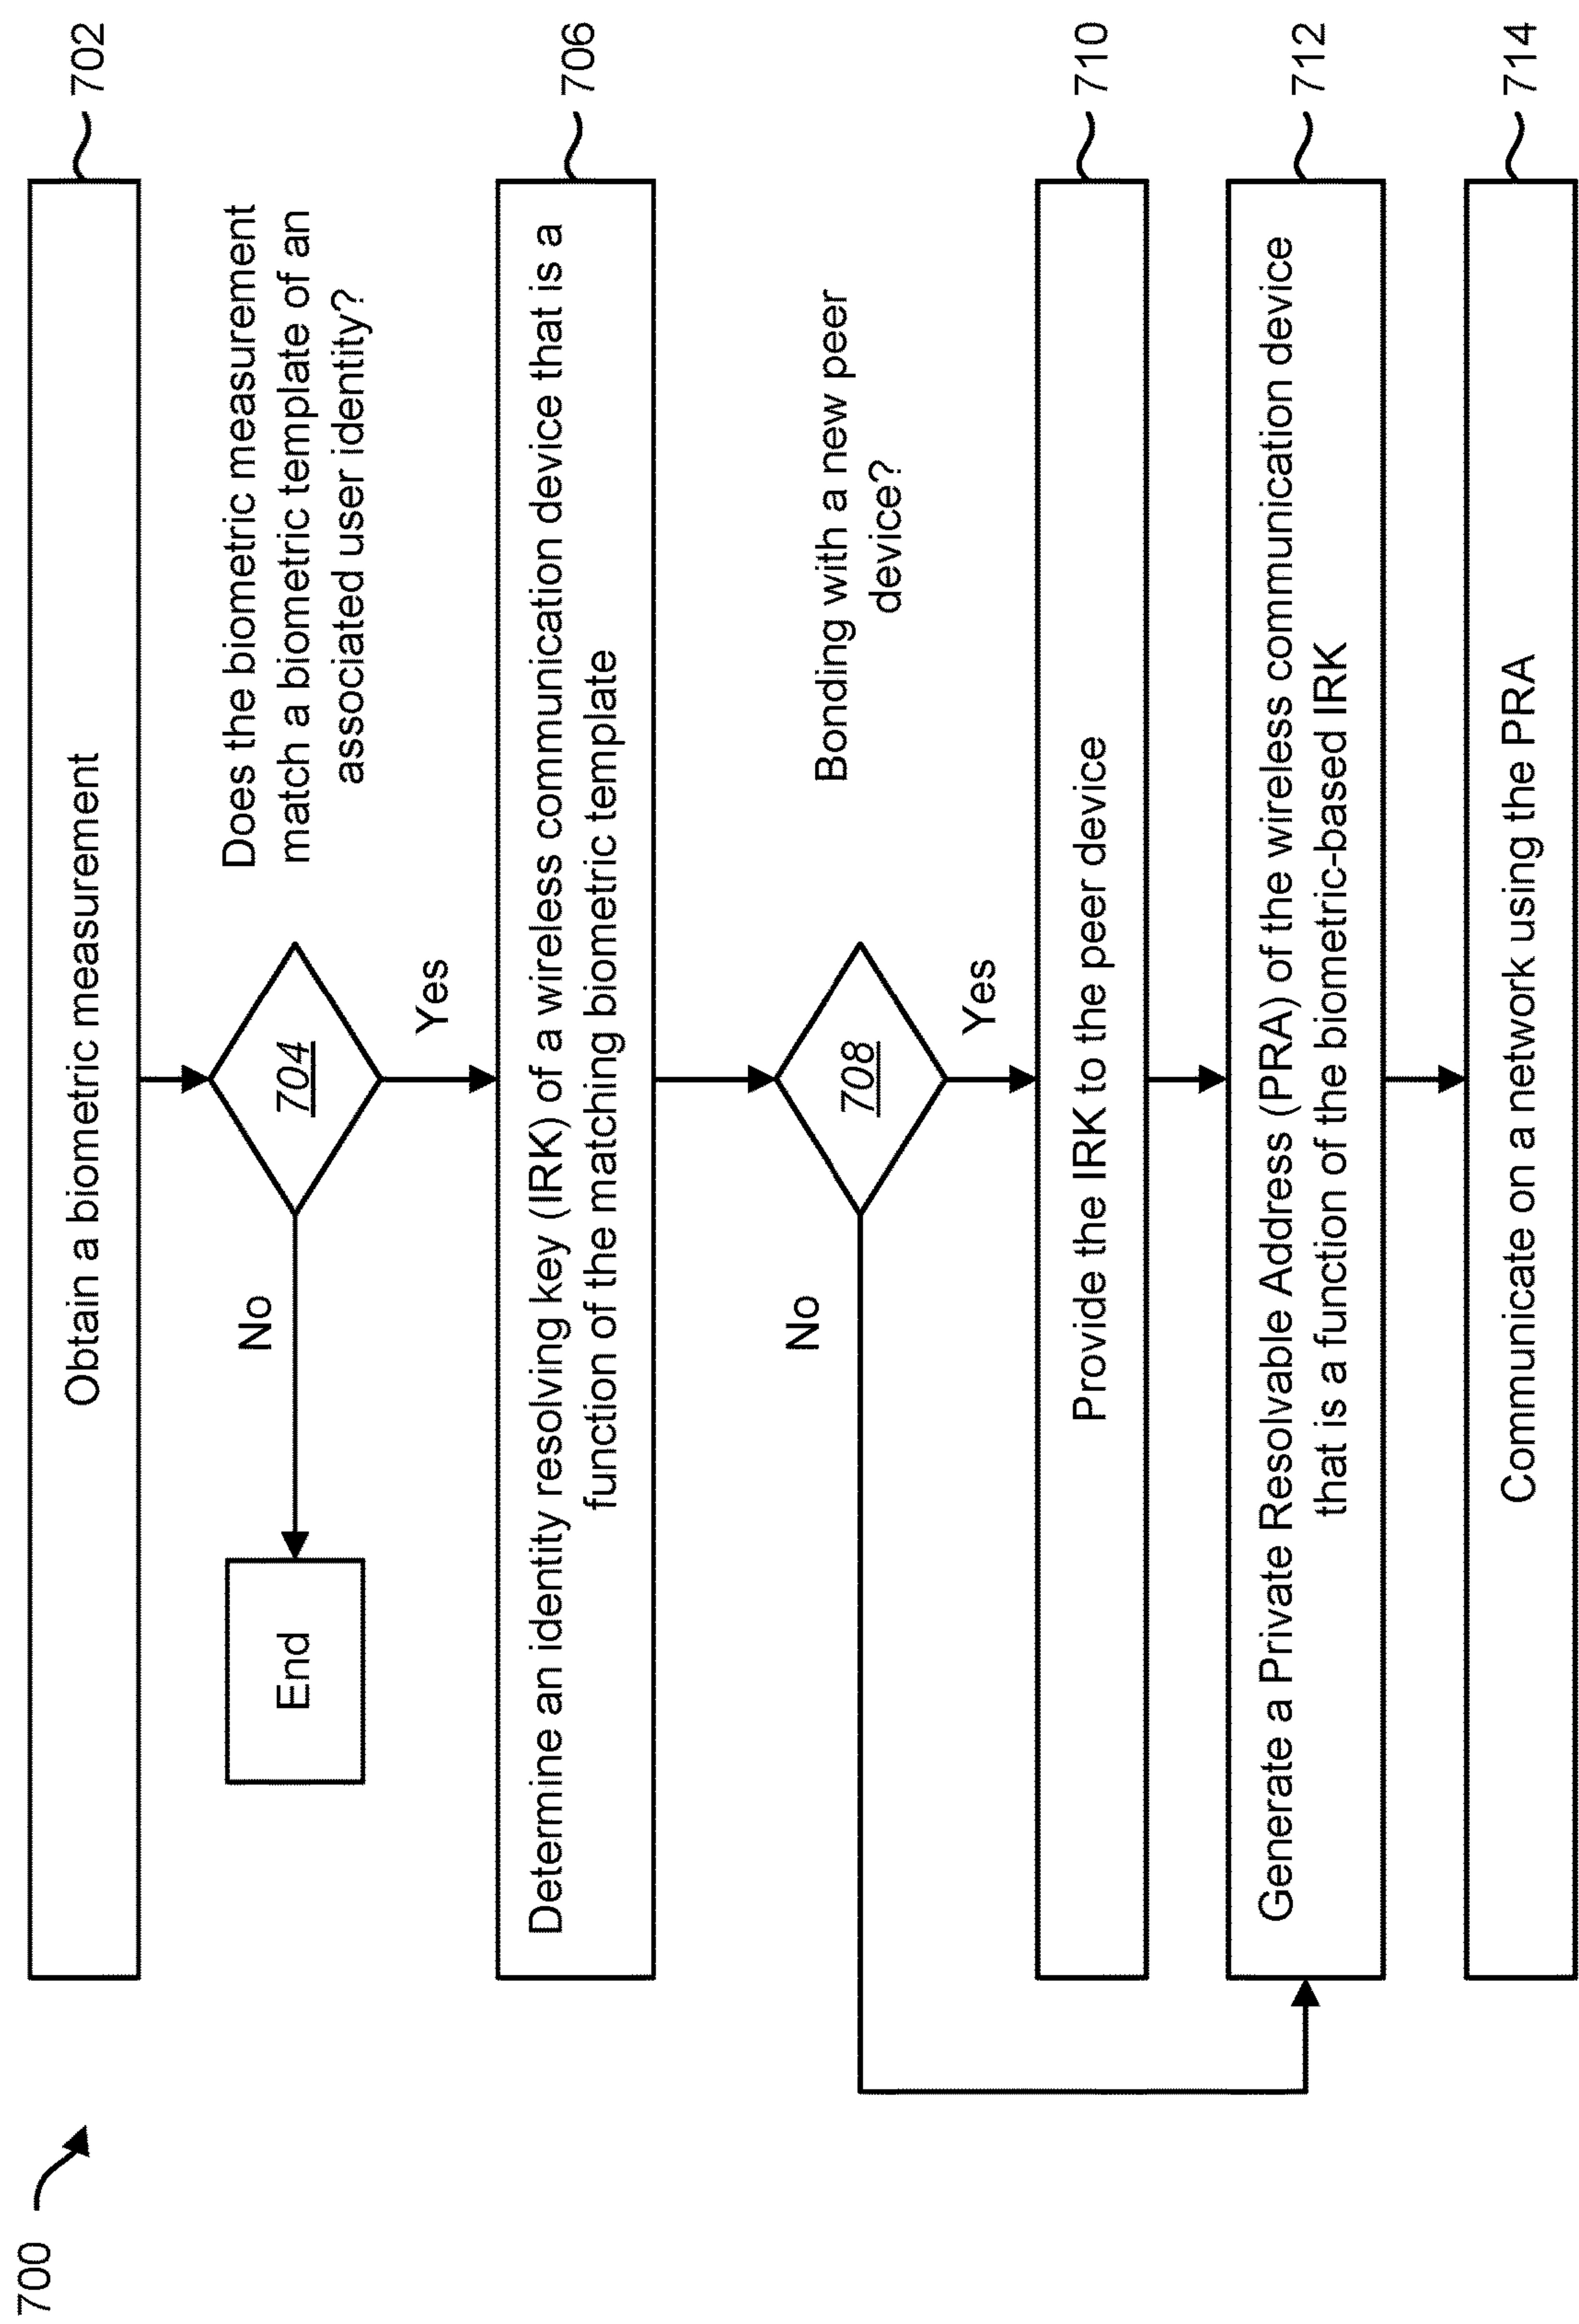 700
Obtain a biometric measurement
702
Does the biometric measurement
match a biometric template of an
associated user identity?
704
No
End
Yes
Determine an identity resolving key (IRK) of a wireless communication device that is a
function of the matching biometric template
706
Bonding with a new peer
device?
708
No
Yes
Provide the IRK to the peer device
710
Generate a Private Resolvable Address (PRA) of the wireless communication device
that is a function of the biometric-based IRK
712
Communicate on a network using the PRA
714